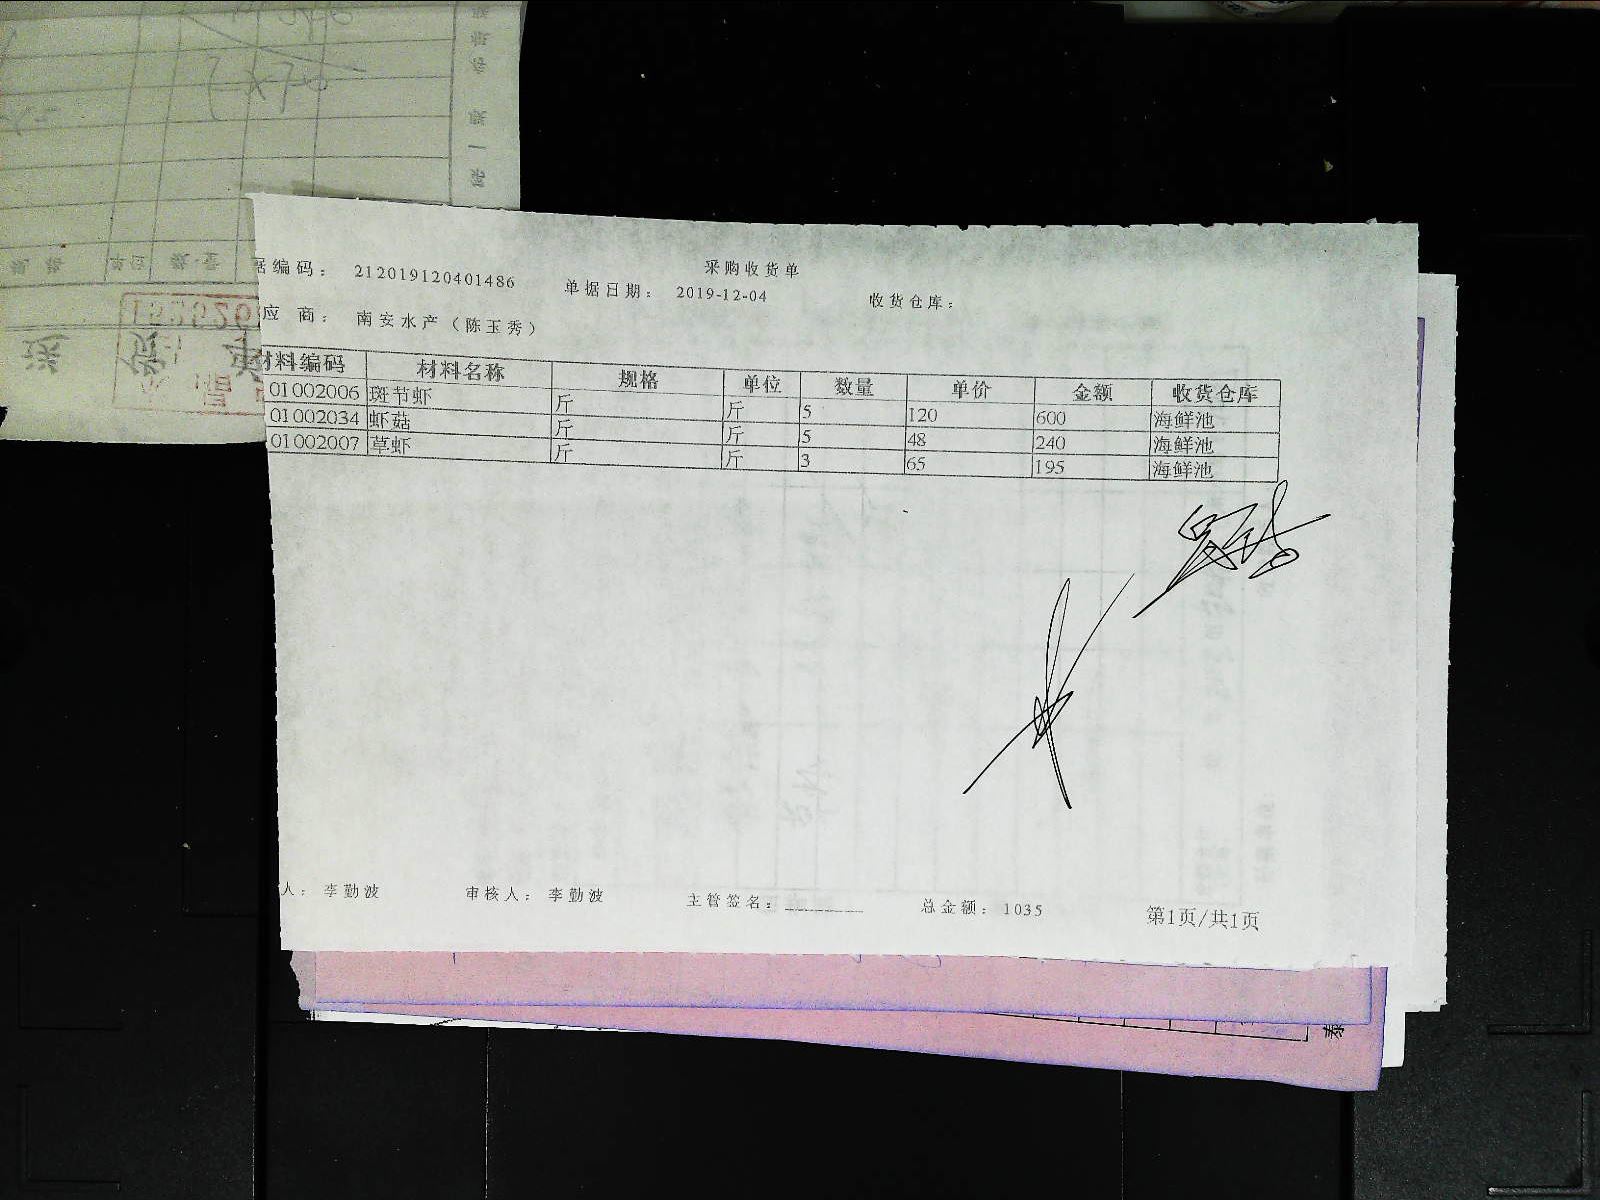 采购收货单
据编码： 212019120401486 单据日期： 2019-12-04 收货仓库：
应 商： 南安水产（陈玉秀）
材料编码 材料名称 规格 单位 数量 单价 金额 收货仓库
01002006 斑节虾 斤 斤 5 120 600 海鲜池
01002034 虾菇 斤 斤 5 48 240 海鲜池
01002007 草虾 斤 斤 3 65 195 海鲜池
人： 李勤波 审核人： 李勤波 主管签名： 总金额： 1035 第1页/共1页